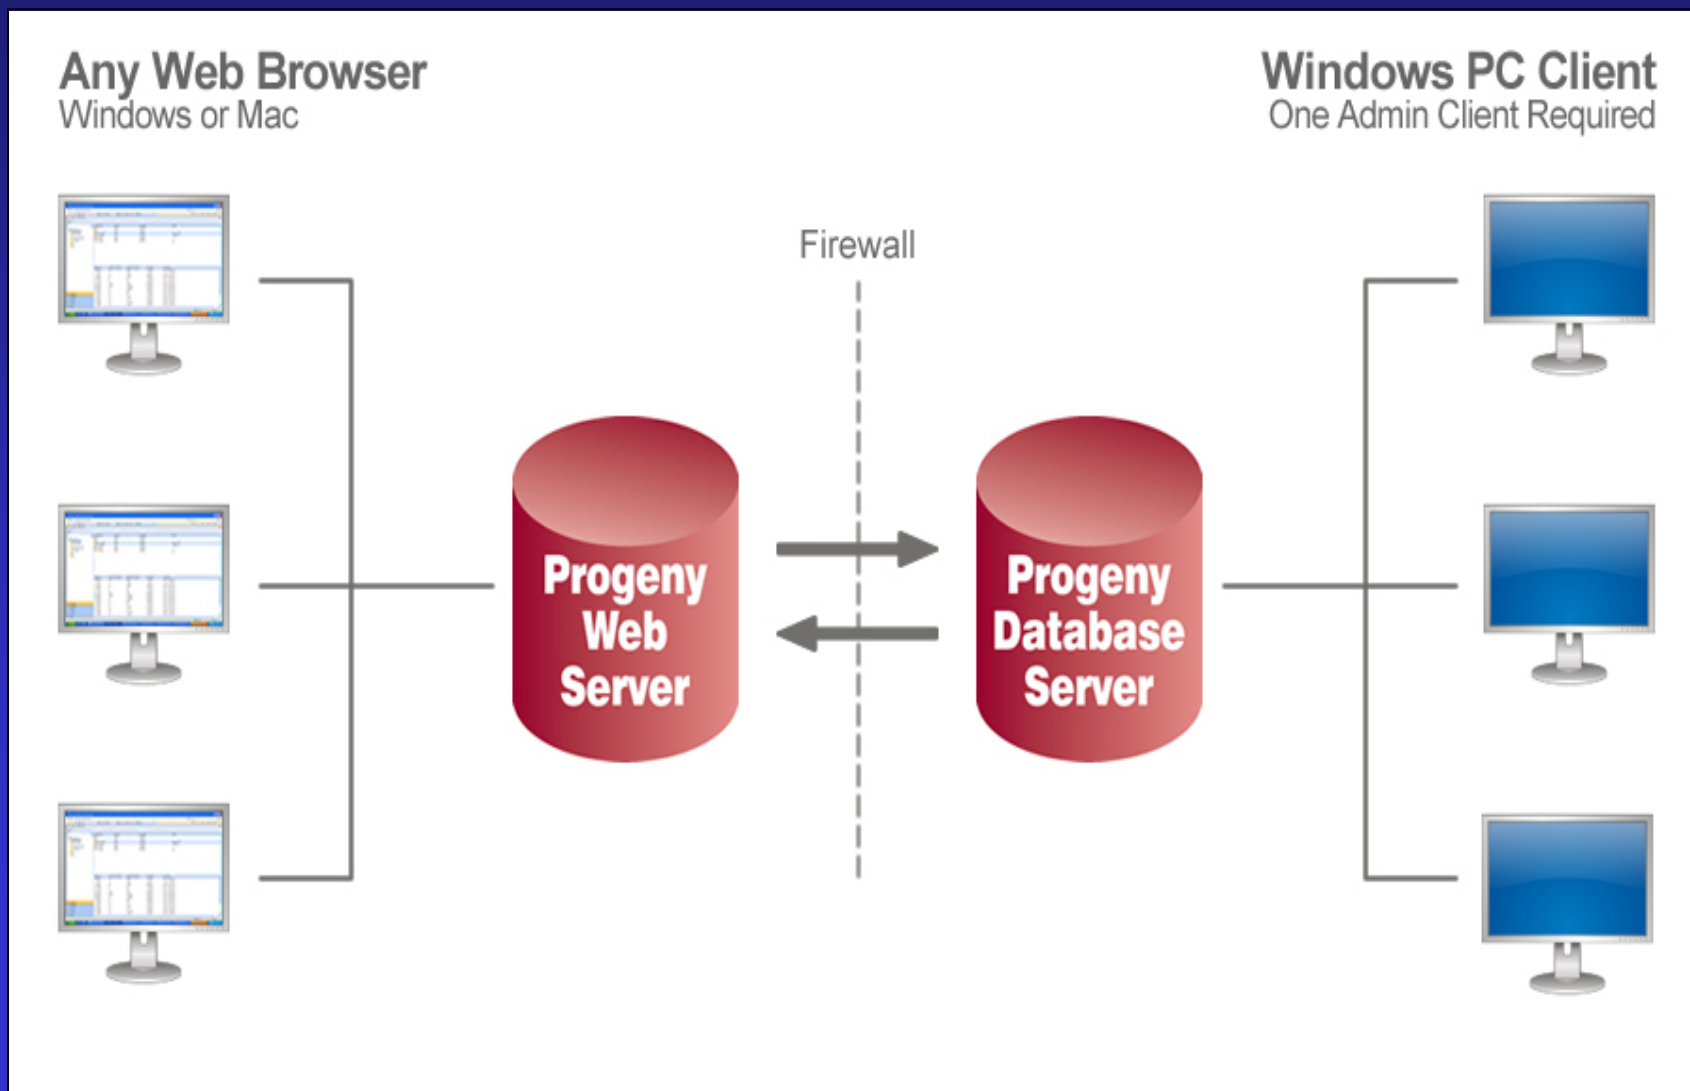 Any Web Browser
Windows or Mac
Windows PC Client
One Admin Client Required
Firewall
Progeny
Web
Server
Progeny
Database
Server